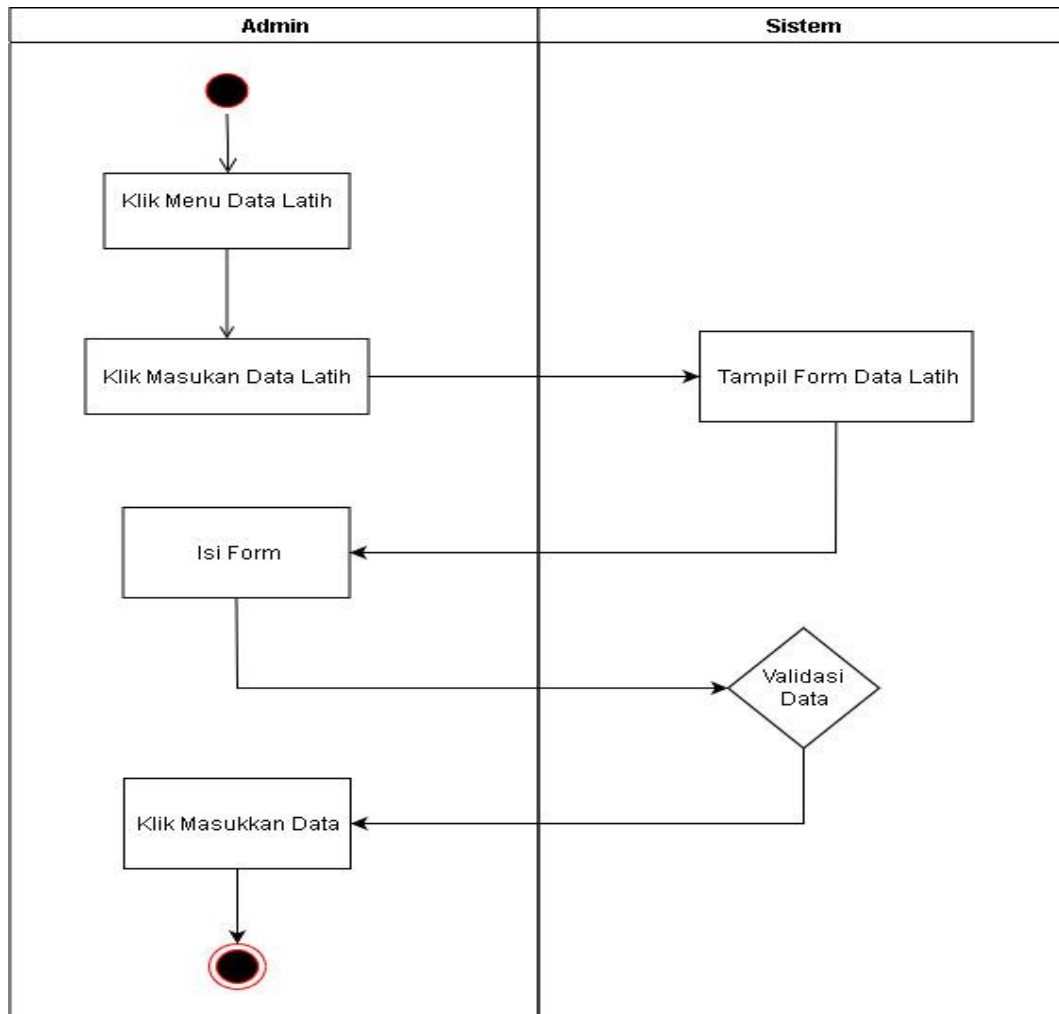 Admin
Sistem
Klik Menu Data Latih
Klik Masukan Data Latih
Tampil Form Data Latih
Isi Form
Validasi
Data
Klik Masukkan Data